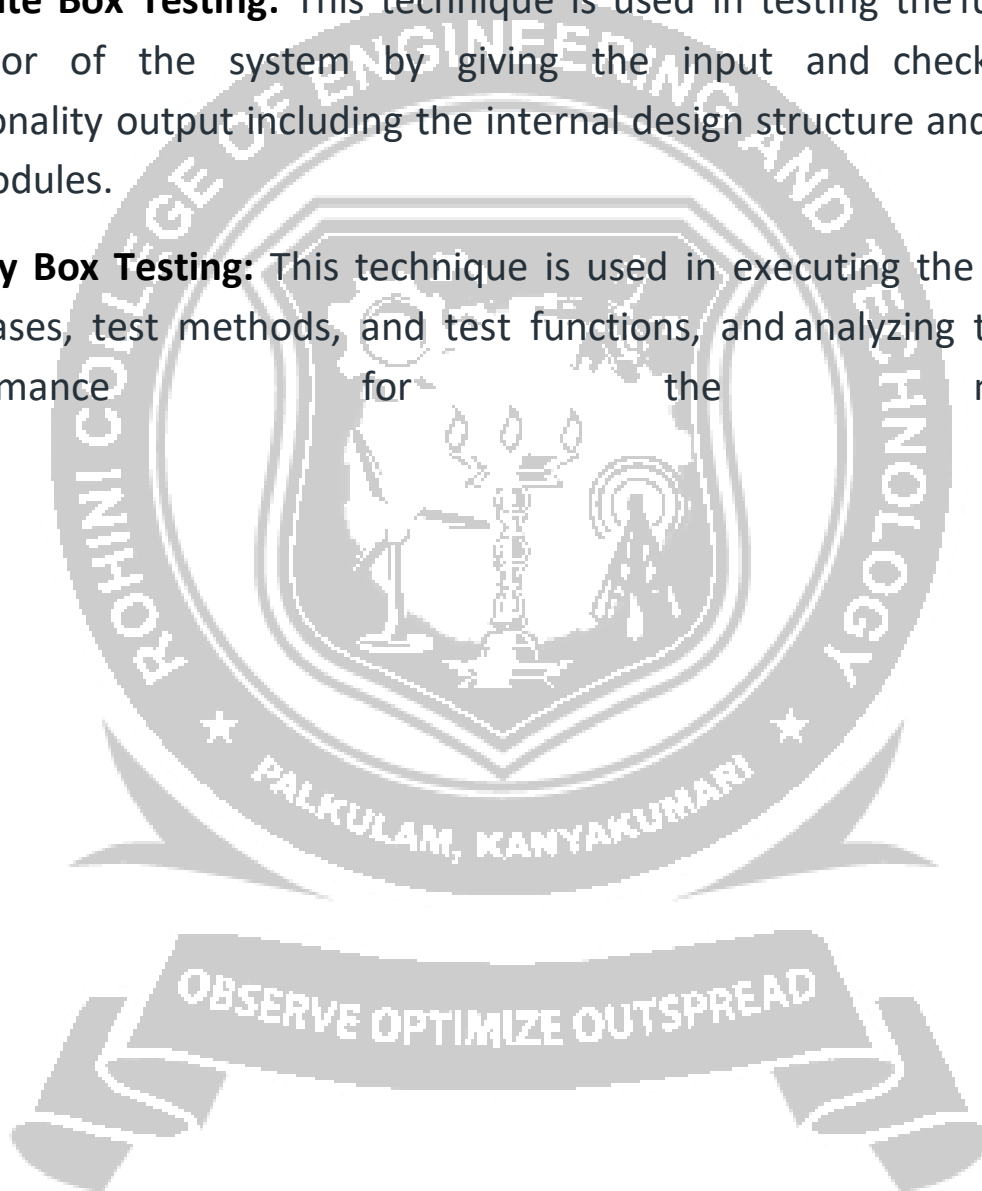 te Box Testing: This technique is used in testing the
or of the system by giving the input and check
onality output including the internal design structure and
odules.
y Box Testing: This technique is used in executing the
ases, test methods, and test functions, and analyzing t
mance for the
ROHINI COLLEGE OF ENGINEERING AND TECHNOLOGY
PALKULAM, KANYAKUMARI
OBSERVE OPTIMIZE OUTSPREAD